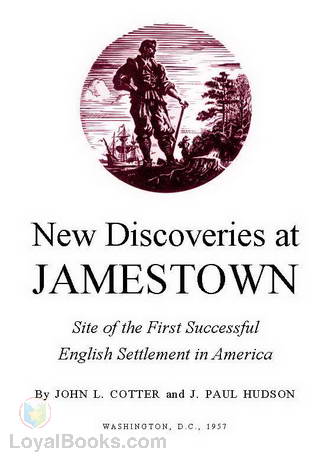 New Discoveries at
JAMESTOWN
Site of the First Successful
English Settlement in America
By JOHN L. COTTER and J. PAUL HUDSON
WASHINGTON, D.C., 1957
LoyalBooks.com